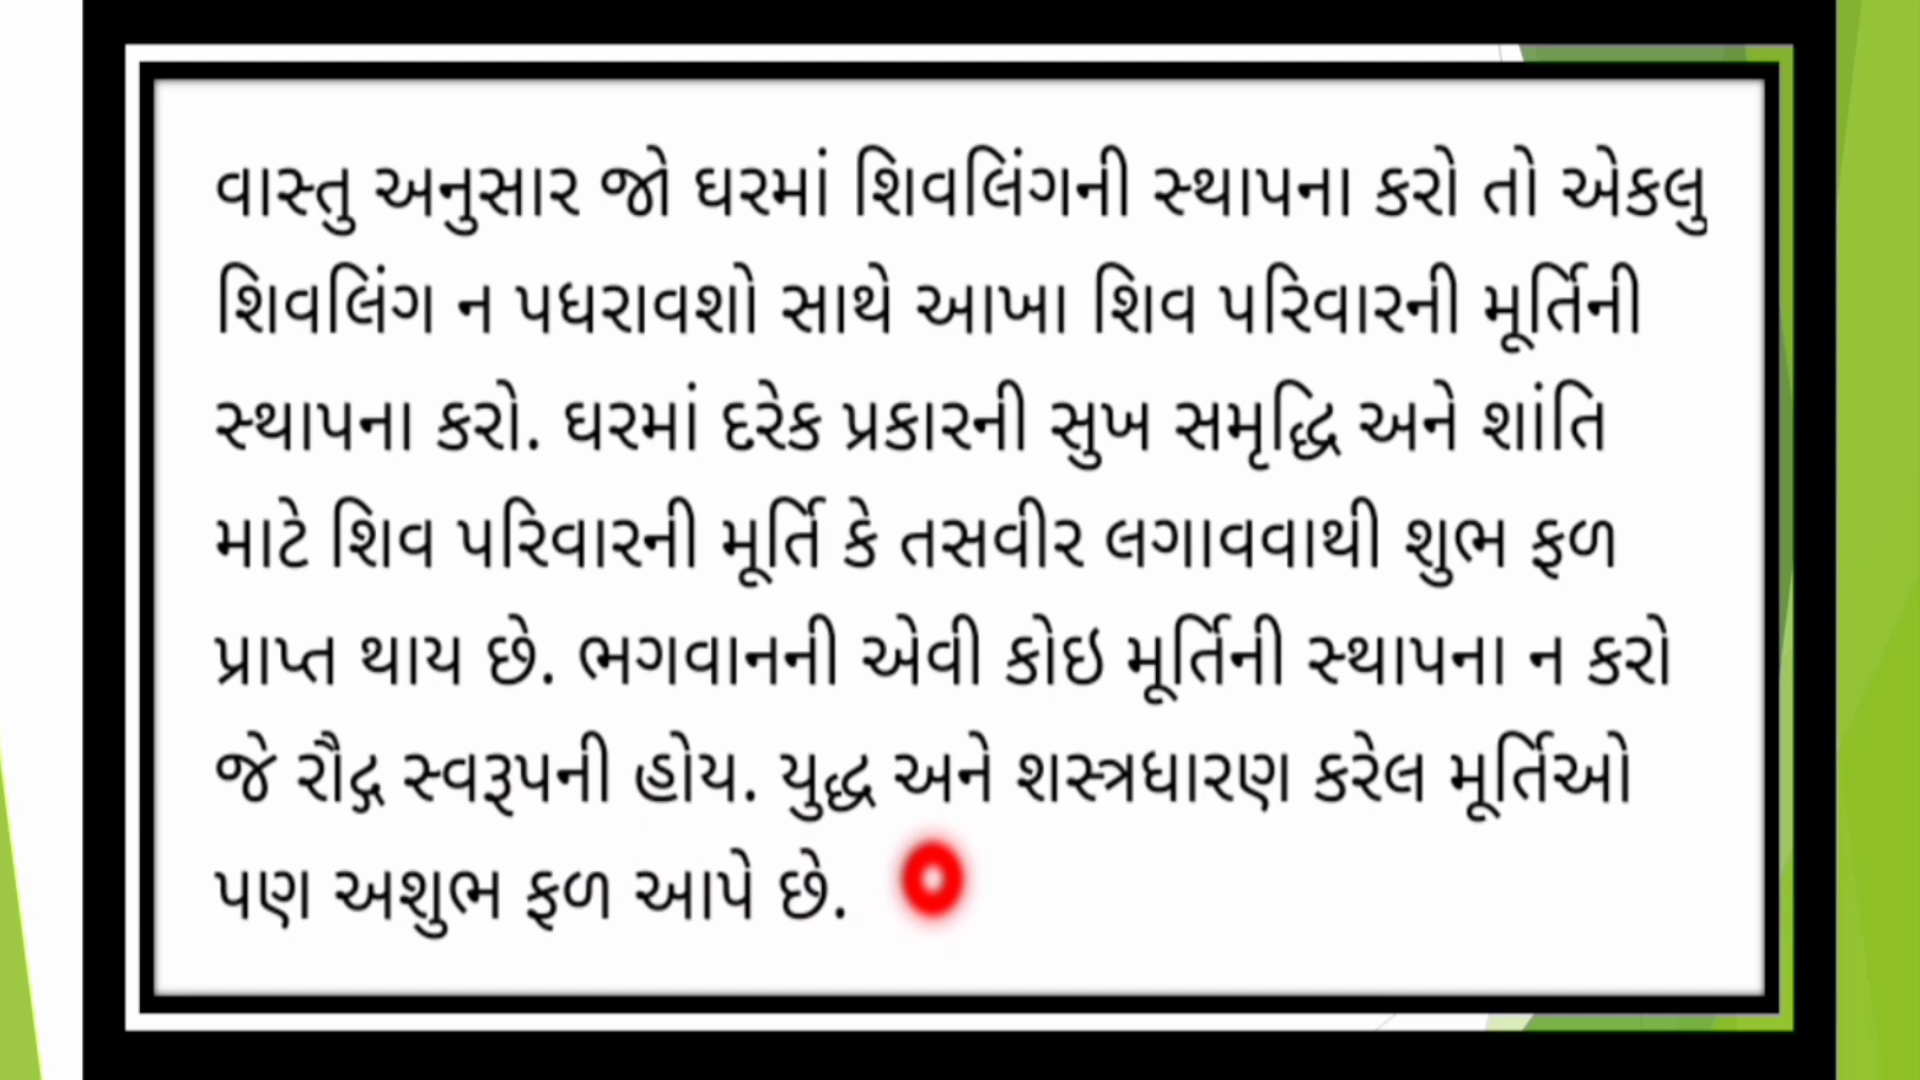 વાસ્તુ અનુસાર જો ઘરમાં શિવલિંગની સ્થાપના કરો તો એકલુ
શિવલિંગ ન પધરાવશો સાથે આખા શિવ પરિવારની મૂર્તિની
સ્થાપના કરો. ઘરમાં દરેક પ્રકારની સુખ સમૃદ્ધિ અને શાંતિ
માટે શિવ પરિવારની મૂર્તિ કે તસવીર લગાવવાથી શુભ ફળ
પ્રાપ્ત થાય છે. ભગવાનની એવી કોઇ મૂર્તિની સ્થાપના ન કરો
જે રૌદ્ર સ્વરૂપની હોય. યુદ્ધ અને શસ્ત્રધારણ કરેલ મૂર્તિઓ
પણ અશુભ ફળ આપે છે.